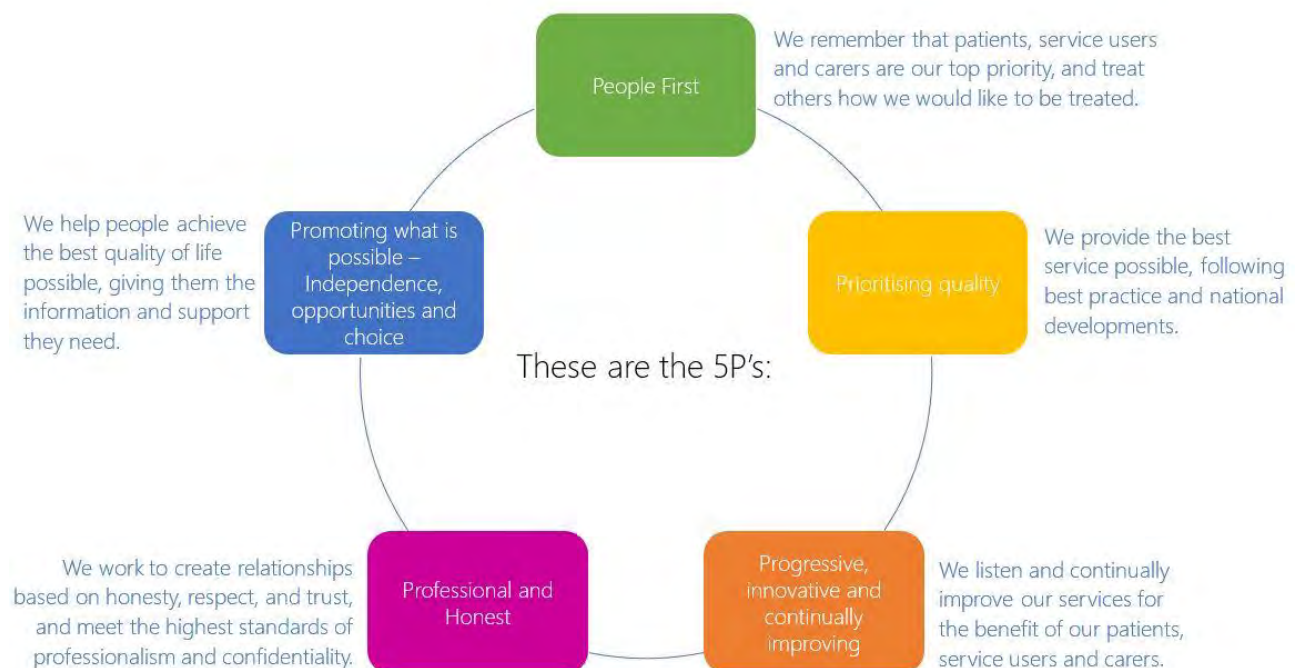 People First
We remember that patients, service users
and carers are our top priority, and treat
others how we would like to be treated.
Prioritising quality
We provide the best
service possible, following
best practice and national
developments.
Progressive,
innovative and
continually
improving
We listen and continually
improve our services for
the benefit of our patients,
service users and carers.
Professional and
Honest
We work to create relationships
based on honesty, respect, and trust,
and meet the highest standards of
professionalism and confidentiality.
Promoting what is
possible –
Independence,
opportunities and
choice
We help people achieve
the best quality of life
possible, giving them the
information and support
they need.
These are the 5P's: